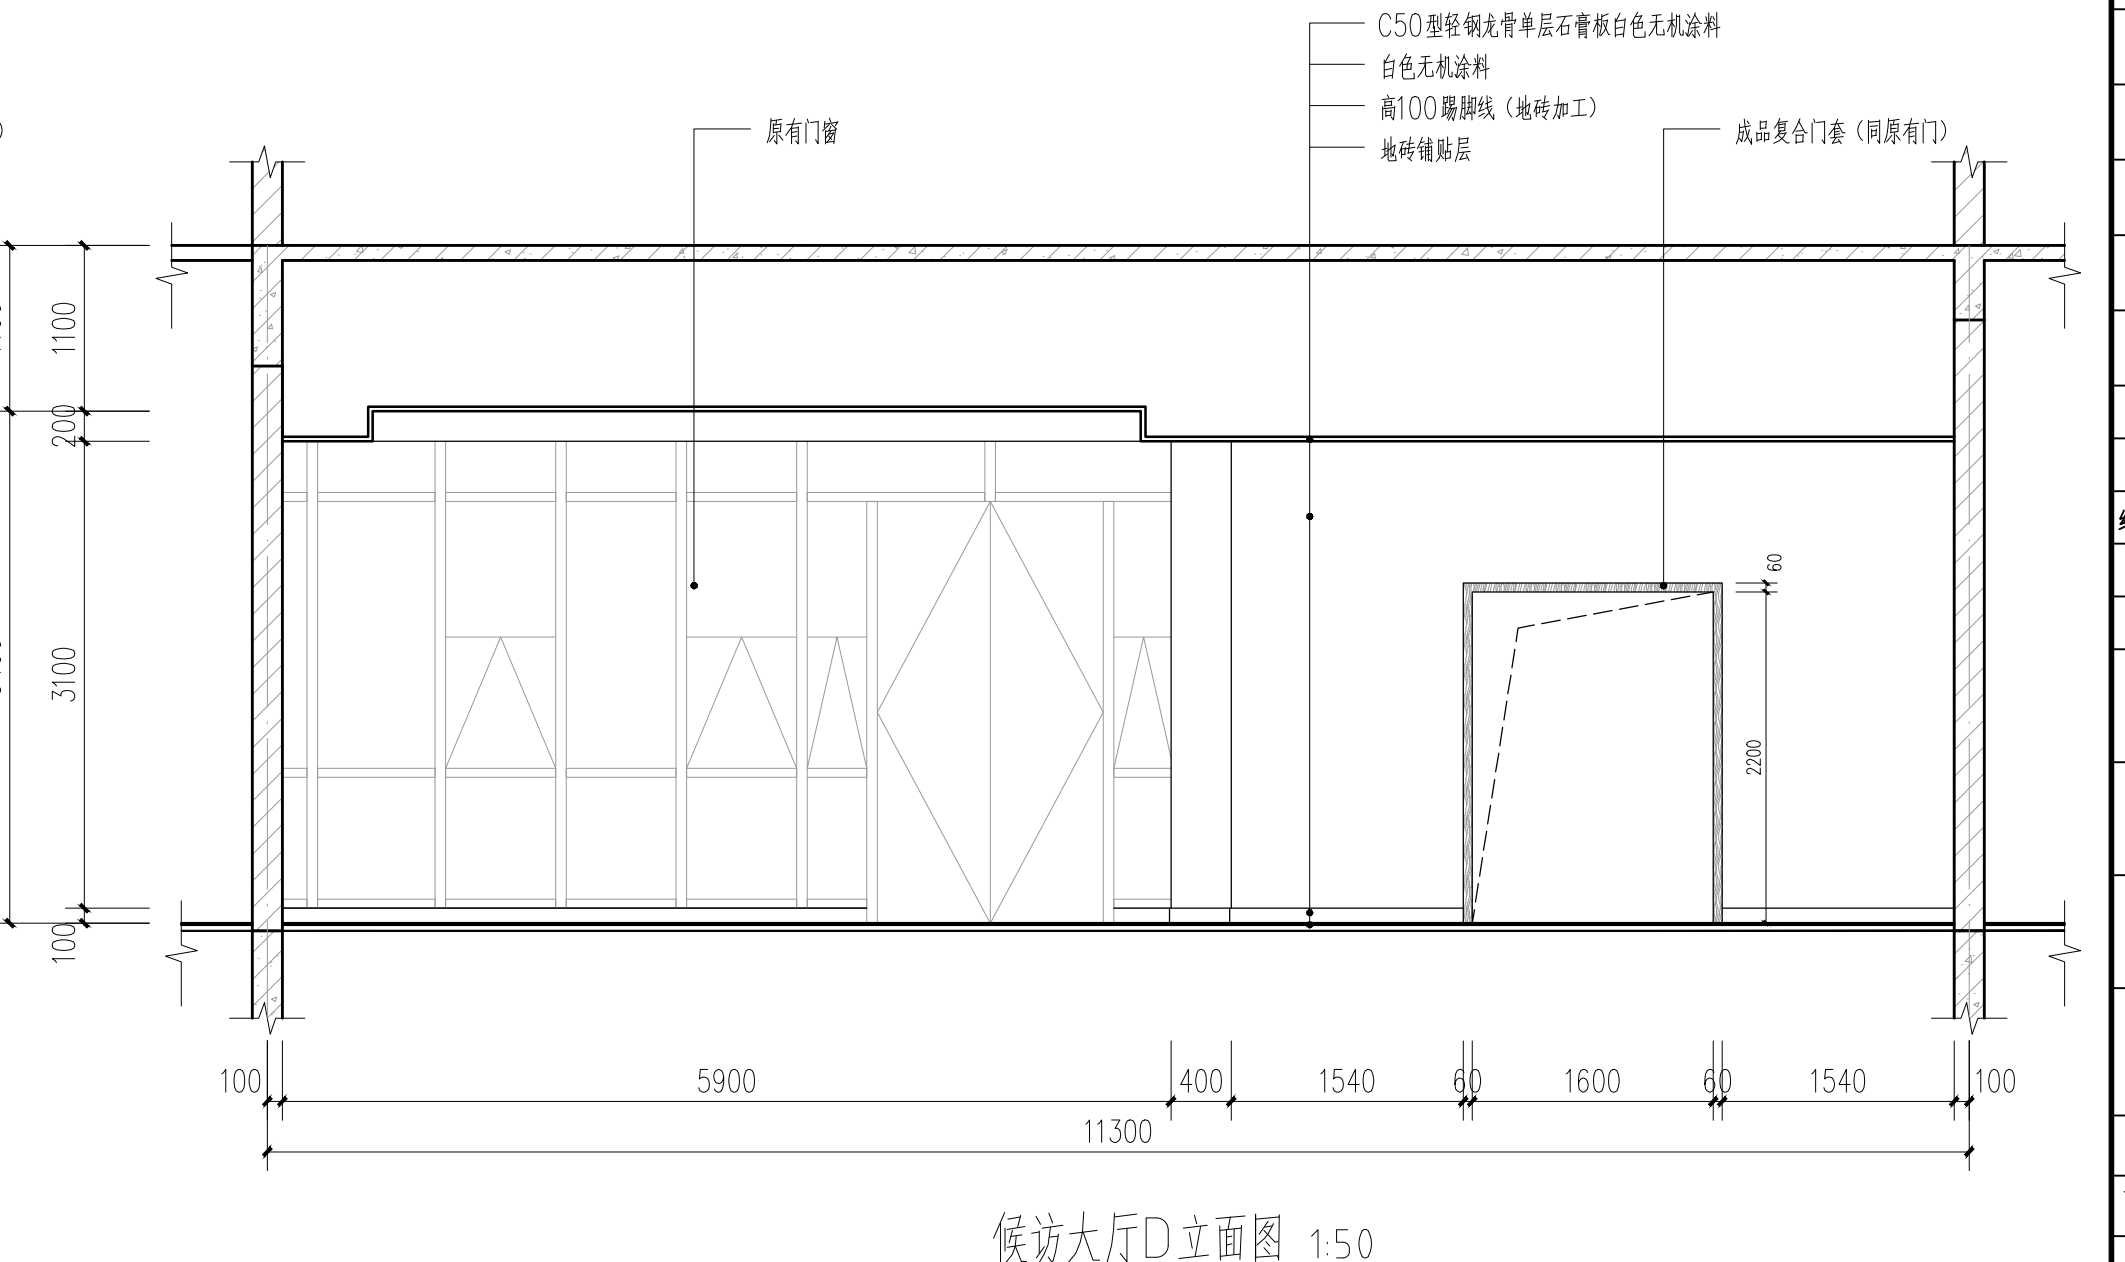 C50型轻钢龙骨单层石膏板白色无机涂料
白色无机涂料
高100踢脚线（地砖加工）
地砖铺贴层
原有门窗
成品复合门套（同原有门）
1100
200
3100
100
60
2200
100
5900
400
1540
60
1600
60
1540
100
11300
候访大厅D立面图 1:50